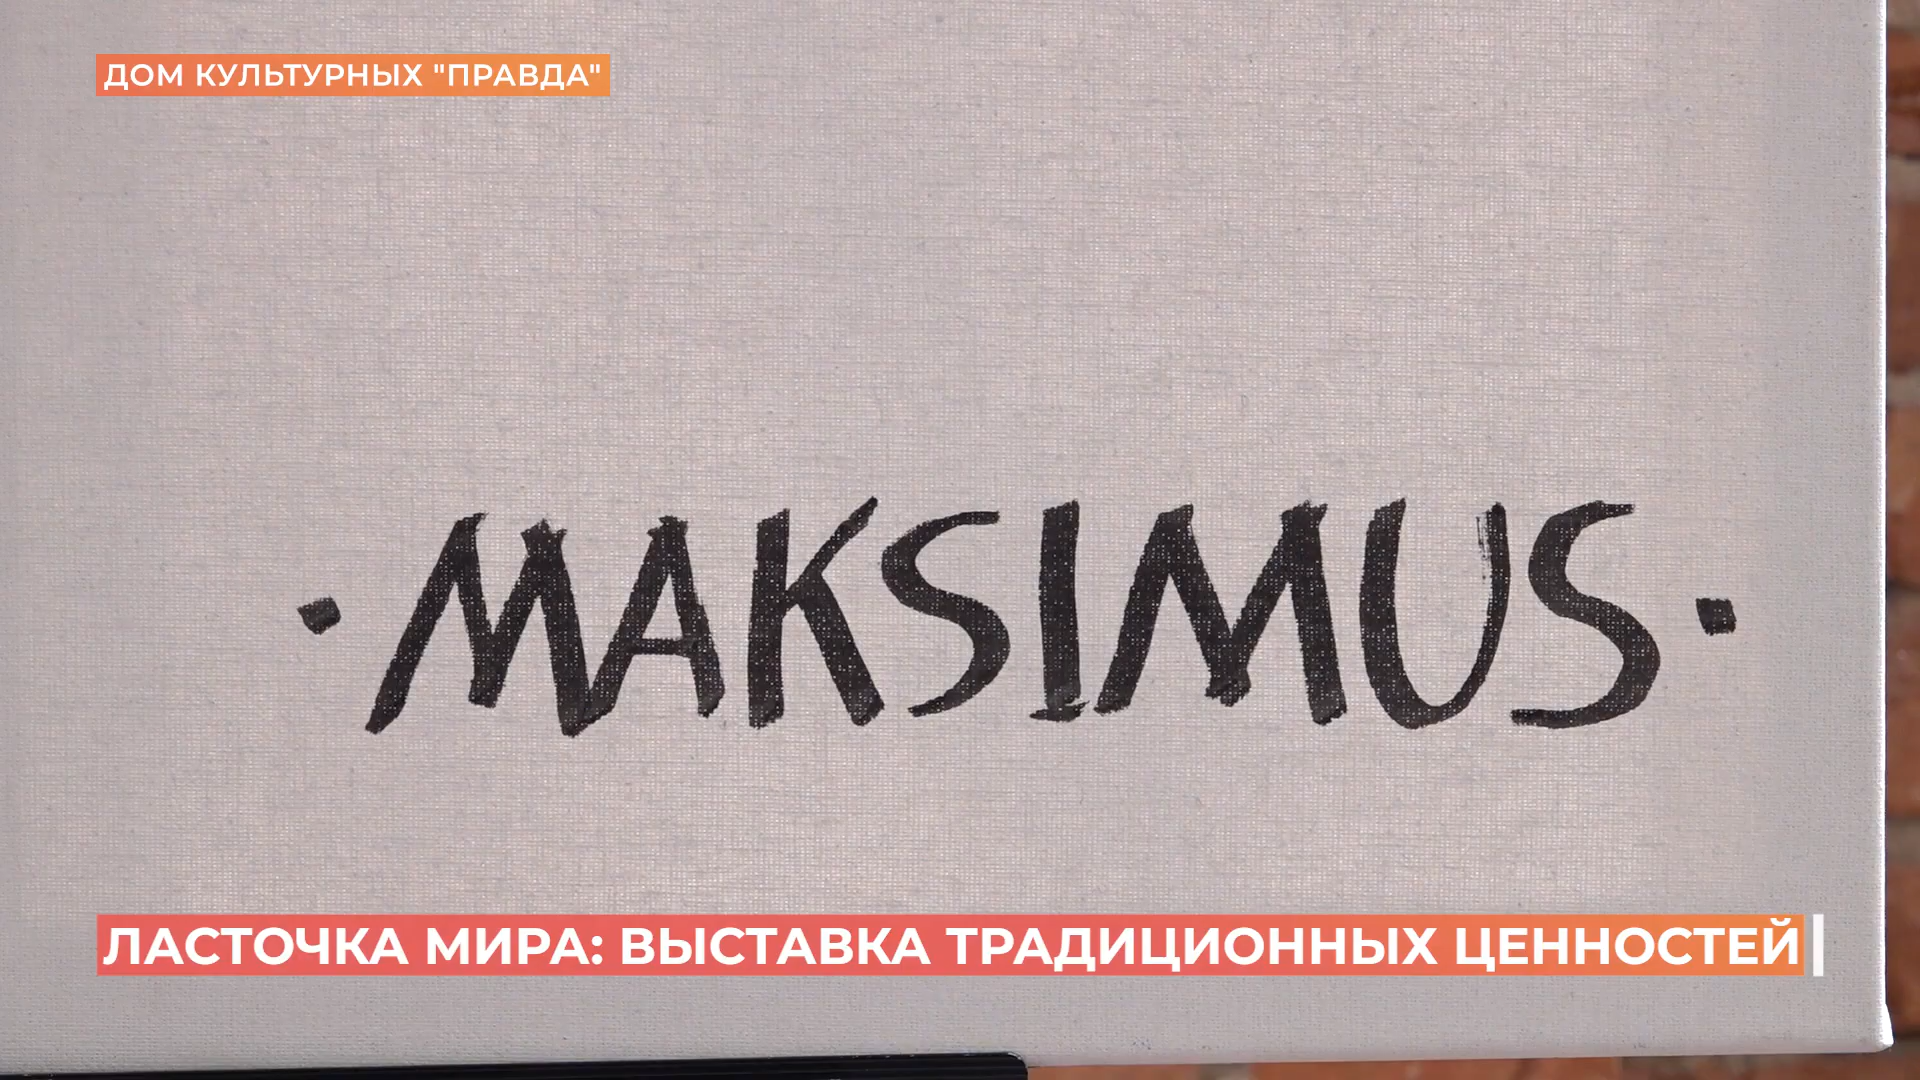 ДОМ КУЛЬТУРНЫХ "ПРАВДА"
·MAKSIMUS·
ЛАСТОЧКА МИРА: ВЫСТАВКА ТРАДИЦИОННЫХ ЦЕННОСТЕЙ